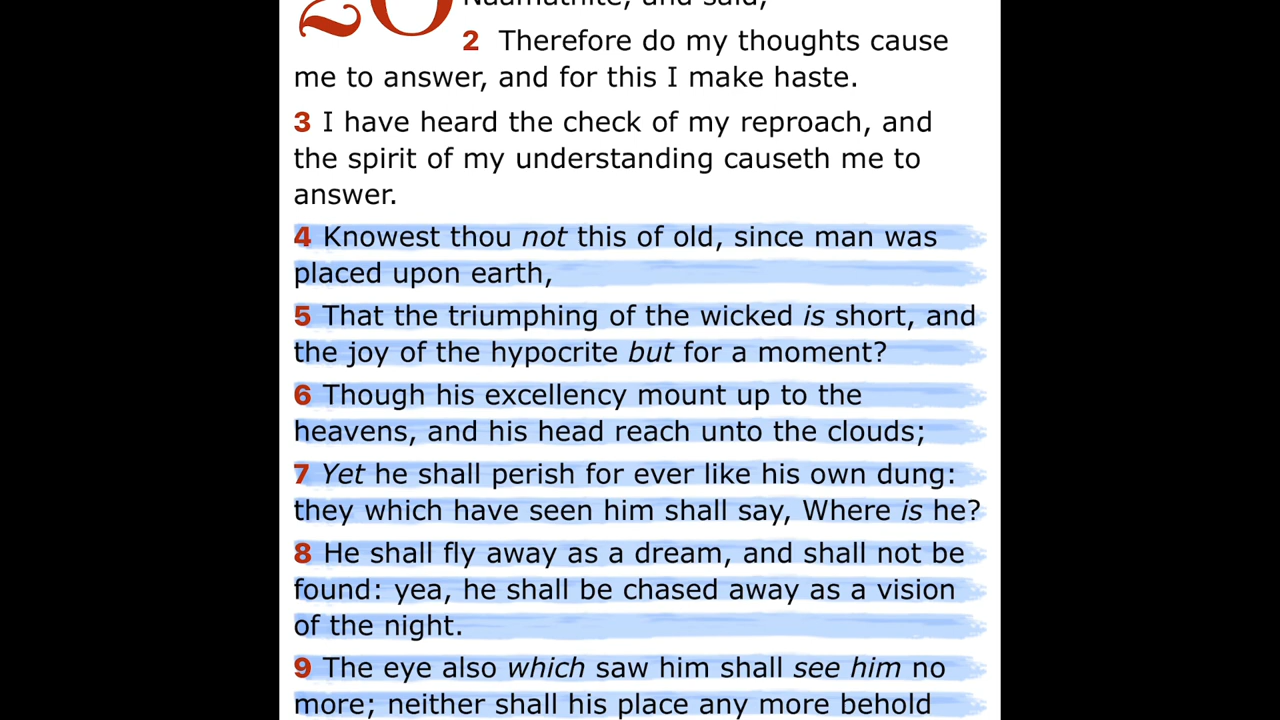 20 Naamathite, and said,
2 Therefore do my thoughts cause
me to answer, and for this I make haste.
3 I have heard the check of my reproach, and
the spirit of my understanding causeth me to
answer.
4 Knowest thou not this of old, since man was
placed upon earth,
5 That the triumphing of the wicked is short, and
the joy of the hypocrite but for a moment?
6 Though his excellency mount up to the
heavens, and his head reach unto the clouds;
7 Yet he shall perish for ever like his own dung:
they which have seen him shall say, Where is he?
8 He shall fly away as a dream, and shall not be
found: yea, he shall be chased away as a vision
of the night.
9 The eye also which saw him shall see him no
more; neither shall his place any more behold